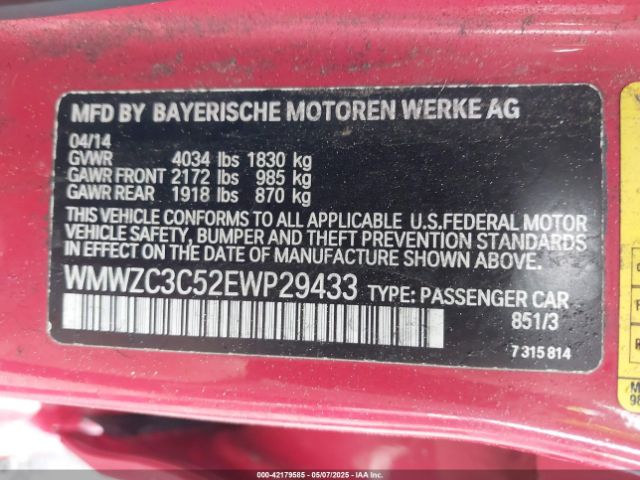 MFD BY BAYERISCHE MOTOREN WERKE AG
04/14
GVWR 4034 lbs 1830 kg
GAWR FRONT 2172 lbs 985 kg
GAWR REAR 1918 lbs 870 kg
THIS VEHICLE CONFORMS TO ALL APPLICABLE U.S.FEDERAL MOTOR
VEHICLE SAFETY, BUMPER, AND THEFT PREVENTION STANDARDS
IN EFFECT ON THE DATE OF MANUFACTURE SHOWN ABOVE.
WMWZC3C52EWP29433 TYPE: PASSENGER CAR
851/3
7 315 814
000-42179585 - 05/07/2025 - IAAI.COM